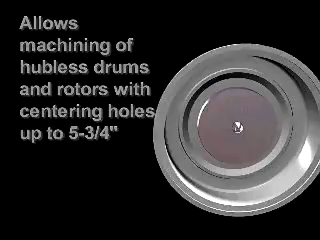 Allows
machining of
hubless drums
and rotors with
centering holes
up to 5-3/4"